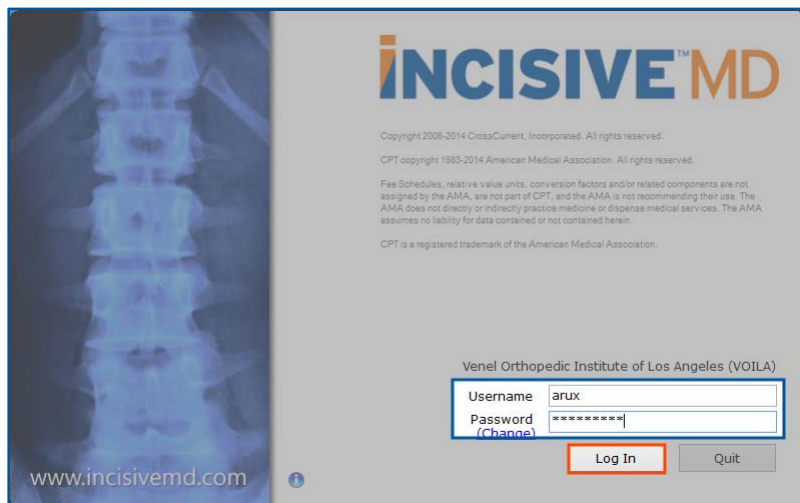 INCISIVE™MD
Copyright 2006-2014 CrossCurrent, Incorporated. All rights reserved.
CPT copyright 1983-2014 American Medical Association. All rights reserved.
Fee Schedules, relative value units, conversion factors and/or related components are not
assigned by the AMA, are not part of CPT, and the AMA is not recommending their use. The
AMA does not directly or indirectly practice medicine or dispense medical services. The AMA
assumes no liability for data contained or not contained herein.
CPT is a registered trademark of the American Medical Association.
Venel Orthopedic Institute of Los Angeles (VOILA)
Username arux
Password *********
(Change)
Log In Quit
www.incisivemd.com